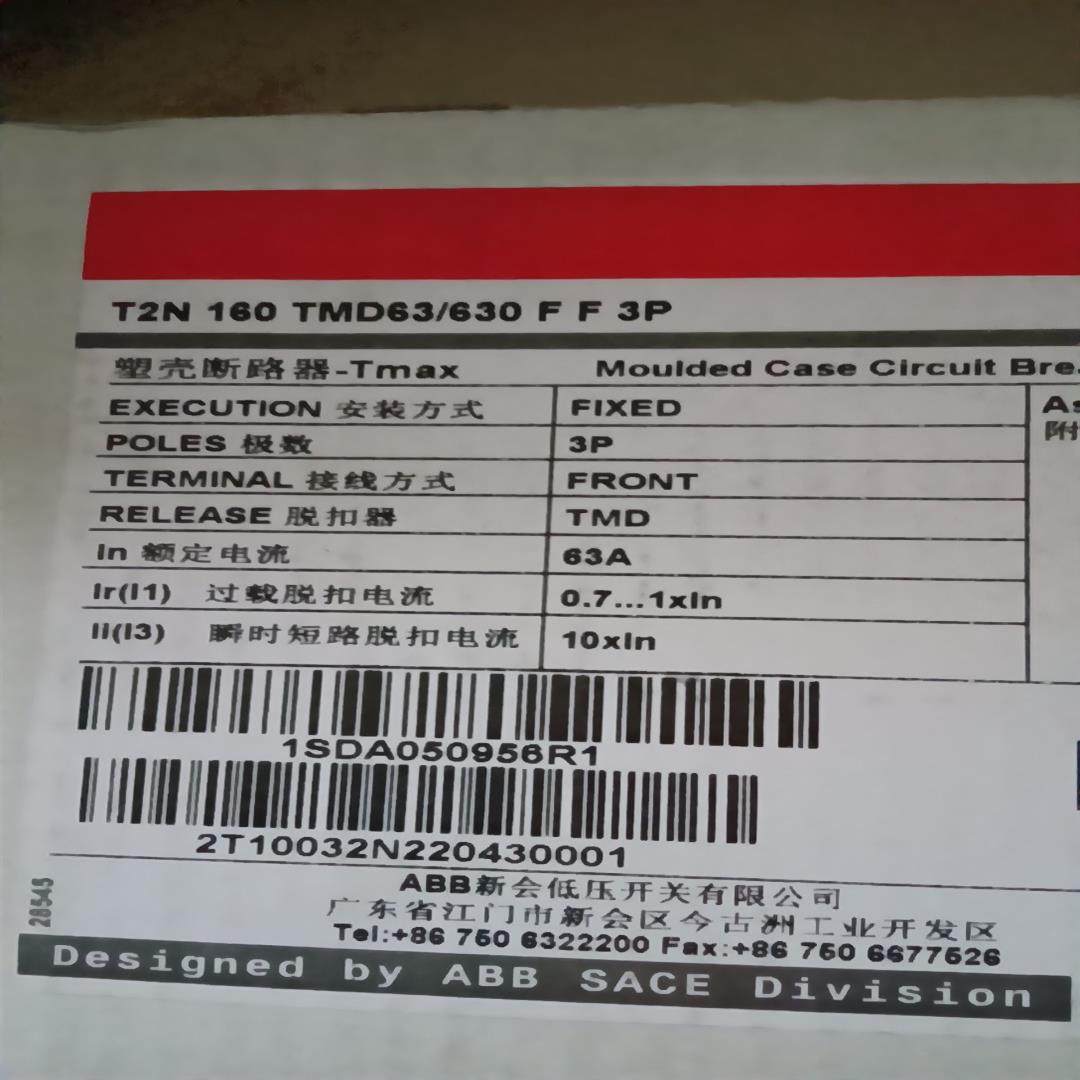 T2N 160 TMD63/630 F F 3P
塑壳断路器-Tmax Moulded Case Circuit Bre
EXECUTION 安装方式 FIXED As
POLES 极数 3P 附
TERMINAL 接线方式 FRONT
RELEASE 脱扣器 TMD
In 额定电流 63A
Ir(I1) 过载脱扣电流 0.7...1xIn
Ii(I3) 瞬时短路脱扣电流 10xIn
1SDA050956R1
2T10032N220430001
ABB新会低压开关有限公司
广东省江门市新会区今古洲工业开发区
Tel:+86 750 6322200 Fax:+86 750 6677526
28545
Designed by ABB SACE Division